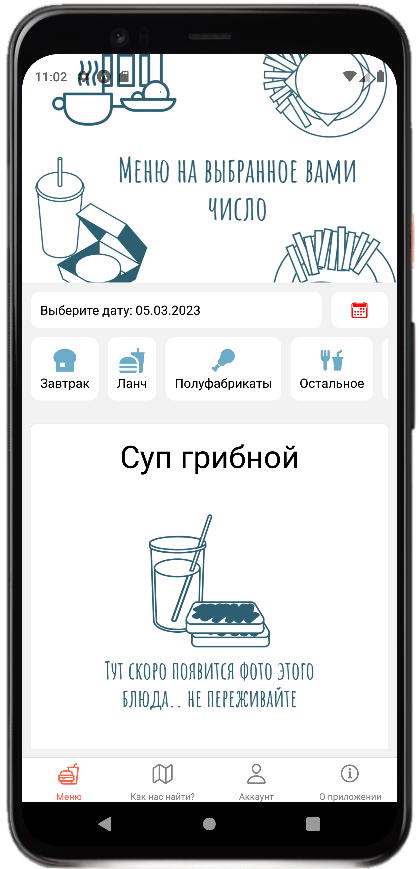 11:02
Меню на выбранное вами
число
Выберите дату: 05.03.2023
Завтрак
Ланч
Полуфабрикаты
Остальное
Суп грибной
Тут скоро появится фото этого
блюда.. не переживайте
Меню
Как нас найти?
Аккаунт
О приложении